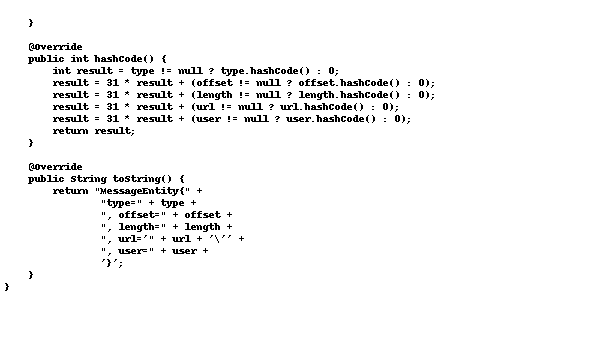 }

    @Override
    public int hashCode() {
        int result = type != null ? type.hashCode() : 0;
        result = 31 * result + (offset != null ? offset.hashCode() : 0);
        result = 31 * result + (length != null ? length.hashCode() : 0);
        result = 31 * result + (url != null ? url.hashCode() : 0);
        result = 31 * result + (user != null ? user.hashCode() : 0);
        return result;
    }

    @Override
    public String toString() {
        return "MessageEntity{" +
                "type=" + type +
                ", offset=" + offset +
                ", length=" + length +
                ", url='" + url + '\'' +
                ", user=" + user +
                '}';
    }
}